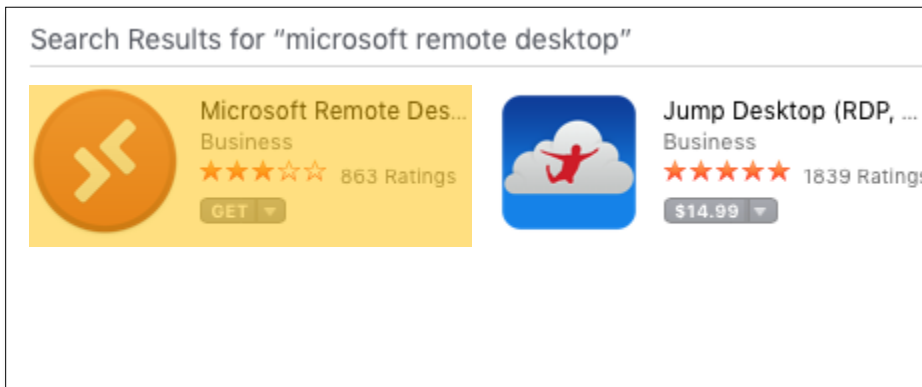 Search Results for “microsoft remote desktop”
Microsoft Remote Des...
Business
863 Ratings
GET
Jump Desktop (RDP, ...
Business
1839 Ratings
$14.99